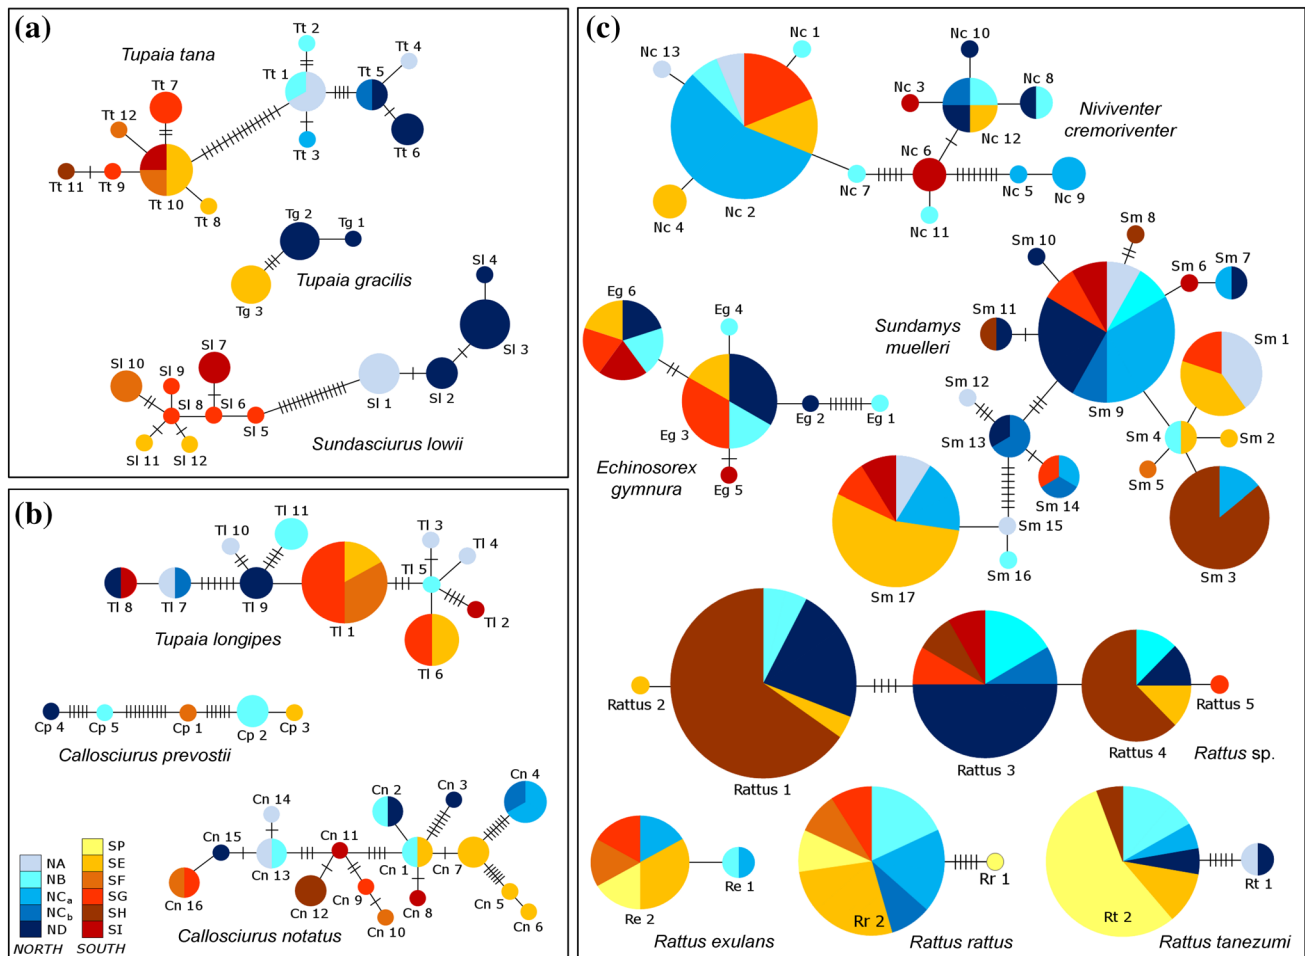 (a)
Tupaia tana
Tt 2
Tt 4
Tt 1
Tt 5
Tt 7
Tt 12
Tt 3
Tt 6
Tt 11
Tt 9
Tt 10
Tt 8
Tg 2
Tg 1
Tupaia gracilis
Tg 3
Sl 4
Sl 3
Sl 7
Sl 9
Sl 10
Sl 8
Sl 6
Sl 5
Sl 1
Sl 2
Sl 11
Sl 12
Sundasciurus lowii
(b)
Tl 11
Tl 10
Tl 3
Tl 4
Tl 5
Tl 8
Tl 7
Tl 9
Tl 1
Tl 2
Tl 6
Tupaia longipes
Cp 4
Cp 5
Cp 1
Cp 2
Cp 3
Callosciurus prevostii
Cn 2
Cn 3
Cn 4
Cn 14
Cn 15
Cn 11
Cn 13
Cn 1
Cn 7
Cn 16
Cn 12
Cn 9
Cn 8
Cn 5
Cn 10
Cn 6
Callosciurus notatus
SP
NA SE
NB SF
NCa SG
NCb SH
ND SI
NORTH SOUTH
(c)
Nc 13
Nc 1
Nc 10
Nc 3
Nc 8
Niviventer
cremoriventer
Nc 12
Nc 6
Nc 7
Nc 5
Nc 9
Nc 2
Nc 4
Nc 11
Sm 8
Sm 10
Sm 6
Sm 7
Sm 11
Sundamys
muelleri
Sm 1
Sm 9
Sm 12
Sm 4
Sm 2
Sm 13
Sm 5
Sm 14
Sm 15
Sm 3
Sm 16
Sm 17
Eg 6
Eg 4
Eg 3
Eg 2
Eg 1
Echinosorex
gymnura
Eg 5
Rattus 2
Rattus 1
Rattus 3
Rattus 4
Rattus 5
Rattus sp.
Re 1
Re 2
Rattus exulans
Rr 1
Rr 2
Rattus rattus
Rt 1
Rt 2
Rattus tanezumi